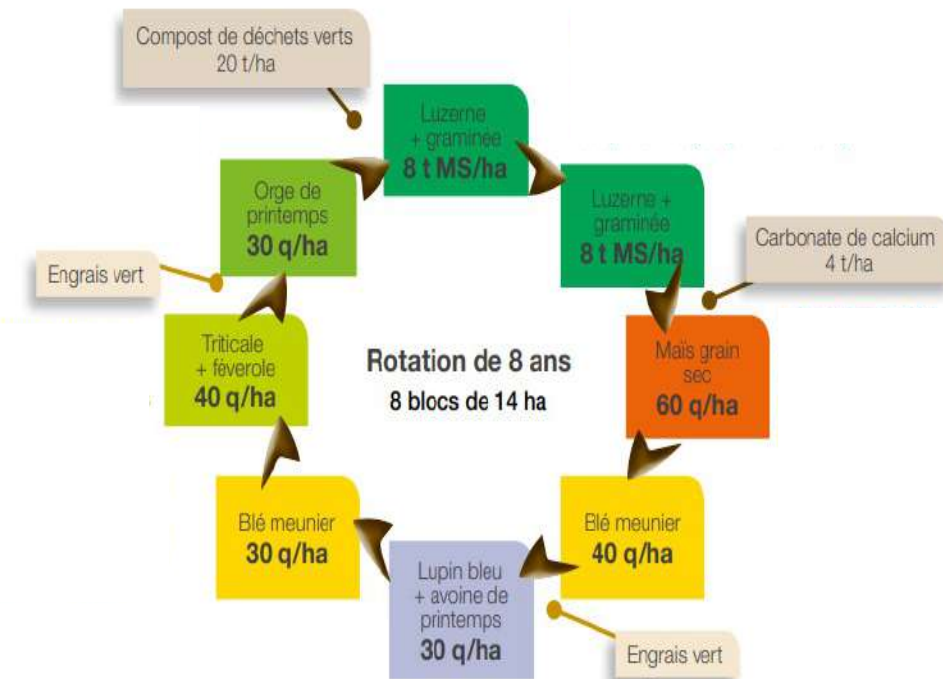 Compost de déchets verts
20 t/ha
Luzerne
+ graminée
8 t MS/ha
Luzerne +
graminée
8 t MS/ha
Carbonate de calcium
4 t/ha
Maïs grain
sec
60 q/ha
Blé meunier
40 q/ha
Engrais vert
Lupin bleu
+ avoine de
printemps
30 q/ha
Blé meunier
30 q/ha
Triticale
+ féverole
40 q/ha
Engrais vert
Orge de
printemps
30 q/ha
Rotation de 8 ans
8 blocs de 14 ha